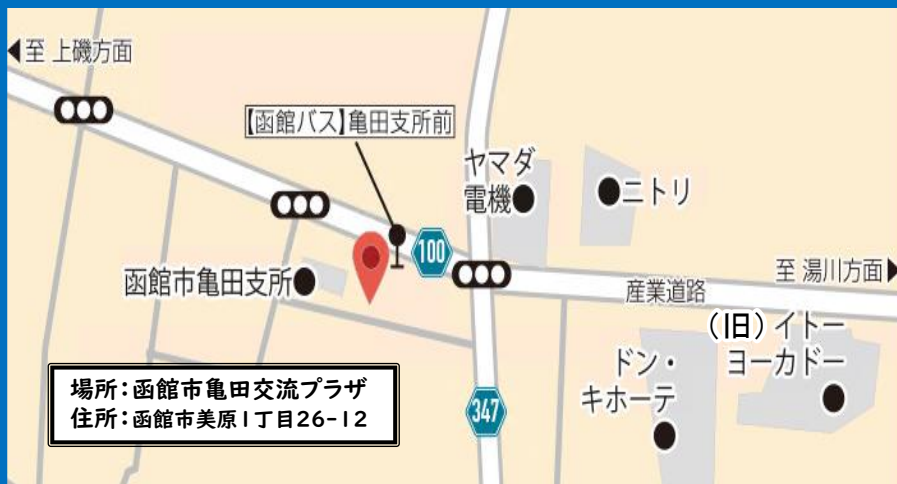 ◀至 上磯方面
【函館バス】亀田支所前
ヤマダ
電機
ニトリ
100
函館市亀田支所
産業道路
至 湯川方面▶
(旧)イトー
ヨーカドー
ドン・
キホーテ
347
場所:函館市亀田交流プラザ
住所:函館市美原1丁目26-12